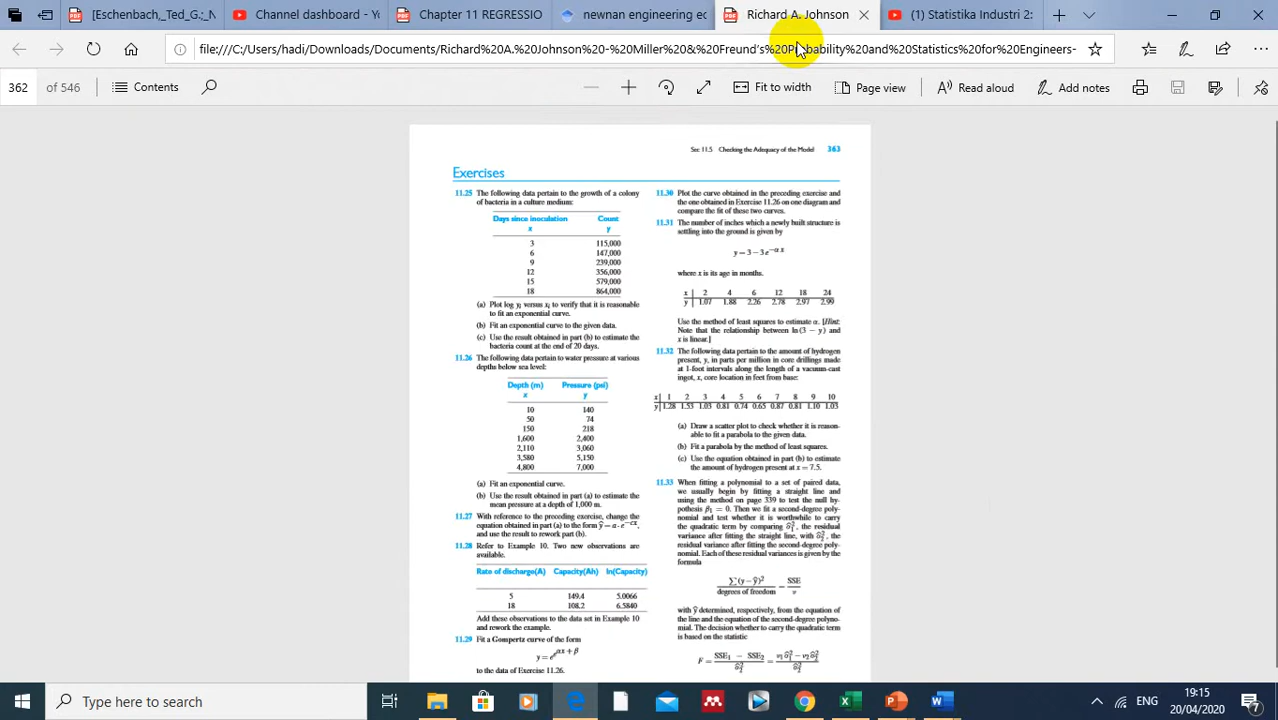 Channel dashboard - 
Chapter 1 Organization
Richard A. Johnson
(1) Statistika Inferensi 2:
file:///C:/Users/hadi/Downloads/Documents/Richard%20A.%20Johnson%20-%20Miller%20&%20Freund's%20Probability%20and%20Statistics%20for%20Engineers-
362 of 546 Contents Fit to width Page view Read aloud Add notes
Sec 11.5 Checking the Adequacy of the Model 363
Exercises
11.25 The following data pertain to the growth of a colony
of bacteria in a culture medium:
Days since inoculation Count
x y
3 115,000
6 147,000
9 239,000
12 356,000
15 579,000
18 864,000
(a) Plot log yi versus xi to verify that it is reasonable
to fit an exponential curve.
(b) Fit an exponential curve to the given data.
(c) Use the result obtained in part (b) to estimate the
bacteria count at the end of 20 days.
11.26 The following data pertain to water pressure at various
depths below sea level:
Depth (m) Pressure (psi)
x y
10 140
50 74
150 218
1,600 2,400
2,110 3,060
3,580 5,150
4,800 7,000
(a) Fit an exponential curve.
(b) Use the result obtained in part (a) to estimate the
mean pressure at a depth of 1,000 m.
11.27 With reference to the preceding exercise, change the
equation obtained in part (a) to the form ŷ = a · e^−cx,
and use the result to rework part (b).
11.28 Refer to Example 10. Two new observations are
available.
Rate of discharge(A) Capacity(Ah) ln(Capacity)
5 149.4 5.0066
18 108.2 6.5840
Add these observations to the data set in Example 10
and rework the example.
11.29 Fit a Gompertz curve of the form
y = e^e^αx + β
to the data of Exercise 11.26.
11.30 Plot the curve obtained in the preceding exercise and
the one obtained in Exercise 11.26 on one diagram and
compare the fit of these two curves.
11.31 The number of inches which a newly built structure is
settling into the ground is given by
y = 3 − 3 e^−α x
where x is its age in months.
x 2 4 6 12 18 24
y 1.07 1.88 2.26 2.78 2.97 2.99
Use the method of least squares to estimate α. [Hint:
Note that the relationship between ln (3 − y) and
x is linear.]
11.32 The following data pertain to the amount of hydrogen
present, y, in parts per million in core drillings made
at 1-foot intervals along the length of a vacuum-cast
ingot, x, core location in feet from base:
x 1 2 3 4 5 6 7 8 9 10
y 1.28 1.53 1.03 0.81 0.74 0.65 0.87 0.81 1.10 1.03
(a) Draw a scatter plot to check whether it is reason-
able to fit a parabola to the given data.
(b) Fit a parabola by the method of least squares.
(c) Use the equation obtained in part (b) to estimate
the amount of hydrogen present at x = 7.5.
11.33 When fitting a polynomial to a set of paired data,
we usually begin by fitting a straight line and
using the method on page 339 to test the null hy-
pothesis β1 = 0. Then we fit a second-degree poly-
nomial and test whether it is worthwhile to carry
the quadratic term by comparing σ̂1², the residual
variance after fitting the straight line, with σ̂2², the
residual variance after fitting the second-degree poly-
nomial. Each of these residual variances is given by the
formula
∑(y − ŷ)² / degrees of freedom = SSE / ν
with ŷ determined, respectively, from the equation of
the line and the equation of the second-degree polyno-
mial. The decision whether to carry the quadratic term
is based on the statistic
F = SSE1 − SSE2 / σ̂2² = ν1 σ̂1² − ν2 σ̂2² / σ̂2²
Type here to search
ENG
20/04/2020